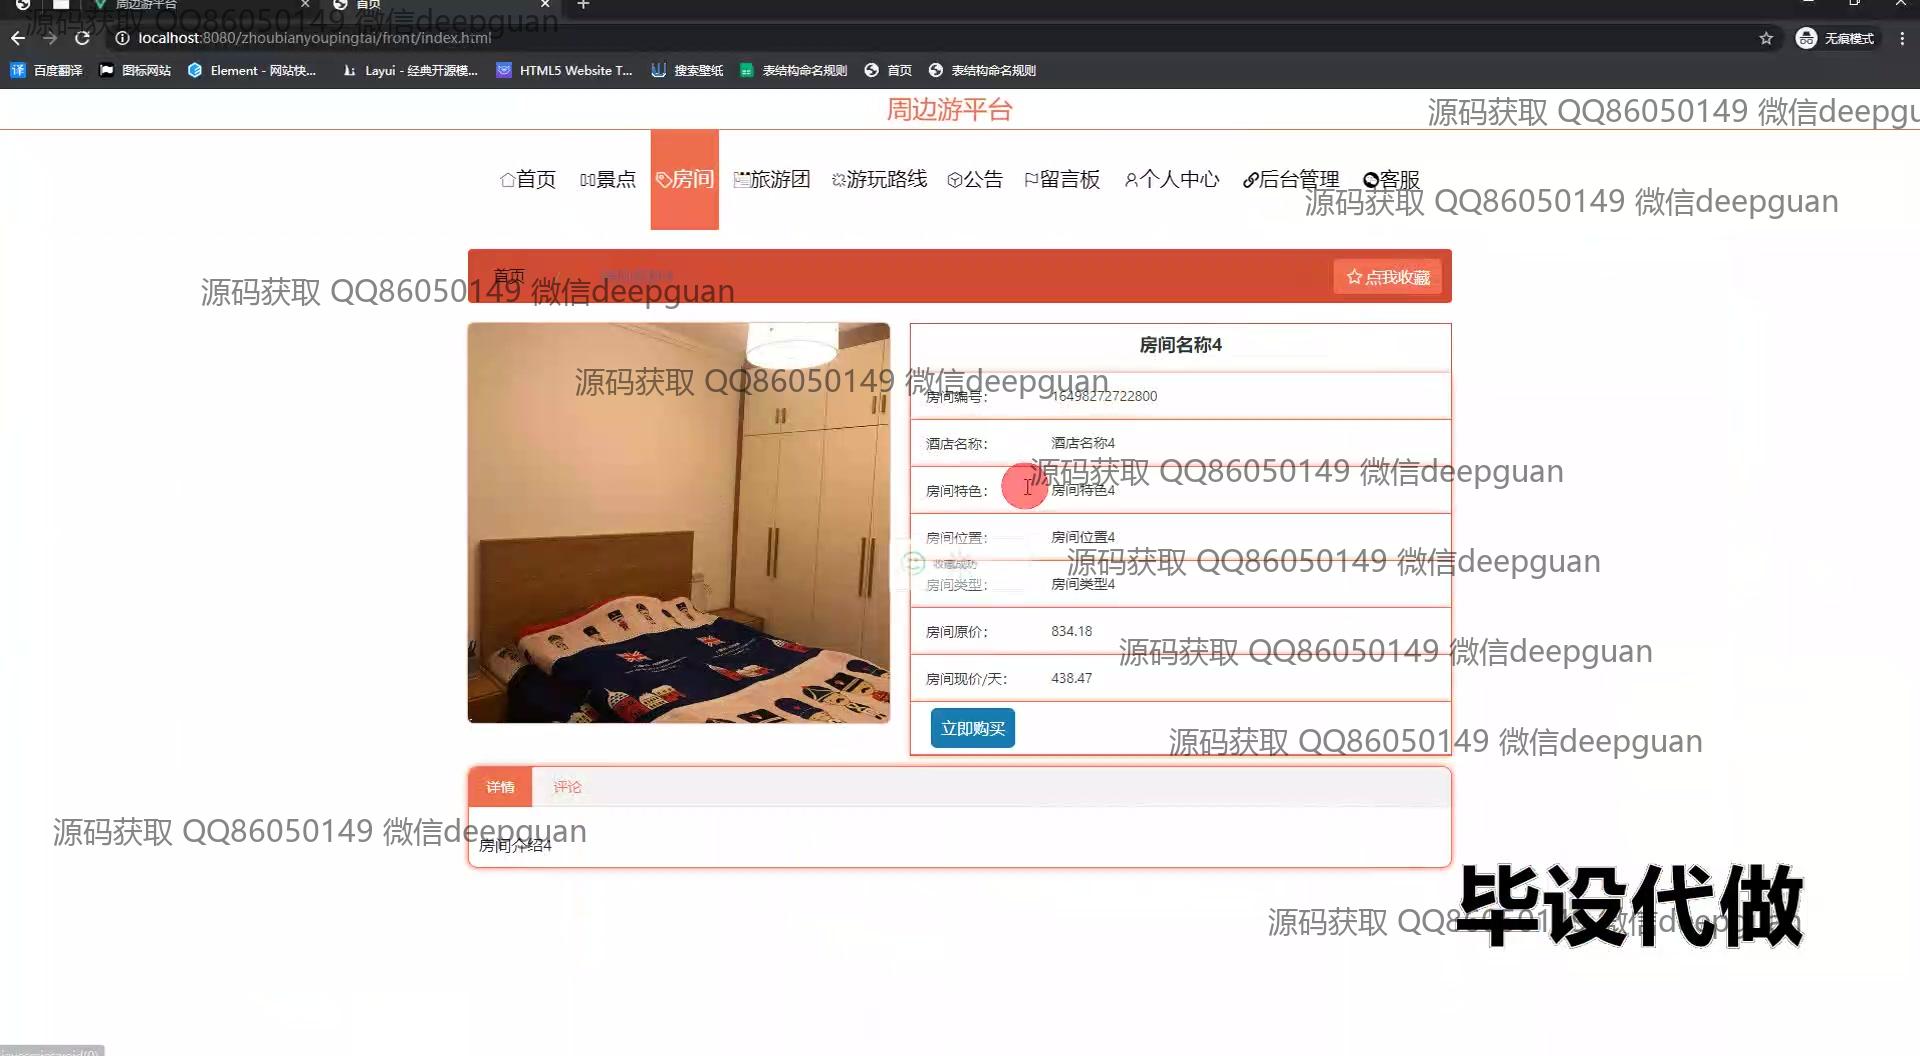 周边游平台
首页
源码获取 QQ86050149 微信deepguan
localhost:8080/zhoubianyoupingtai/front/index.html
无痕模式
百度翻译
图标网站
Element - 网站快...
Layui - 经典开源模...
HTML5 Website T...
搜索壁纸
表结构命名规则
首页
表结构命名规则
周边游平台
源码获取 QQ86050149 微信deepgu
首页
景点
房间
旅游团
游玩路线
公告
留言板
个人中心
后台管理
客服
源码获取 QQ86050149 微信deepguan
首页
点我收藏
源码获取 QQ86050149 微信deepguan
房间名称4
源码获取 QQ86050149 微信deepguan
房间编号: 16498272722800
酒店名称: 酒店名称4
源码获取 QQ86050149 微信deepguan
房间特色: 房间特色4
房间位置: 房间位置4
收藏成功
源码获取 QQ86050149 微信deepguan
房间类型: 房间类型4
房间原价: 834.18
源码获取 QQ86050149 微信deepguan
房间现价/天: 438.47
立即购买
源码获取 QQ86050149 微信deepguan
详情
评论
源码获取 QQ86050149 微信deepguan
房间介绍4
毕设代做
源码获取 QQ86050149 微信deepguan